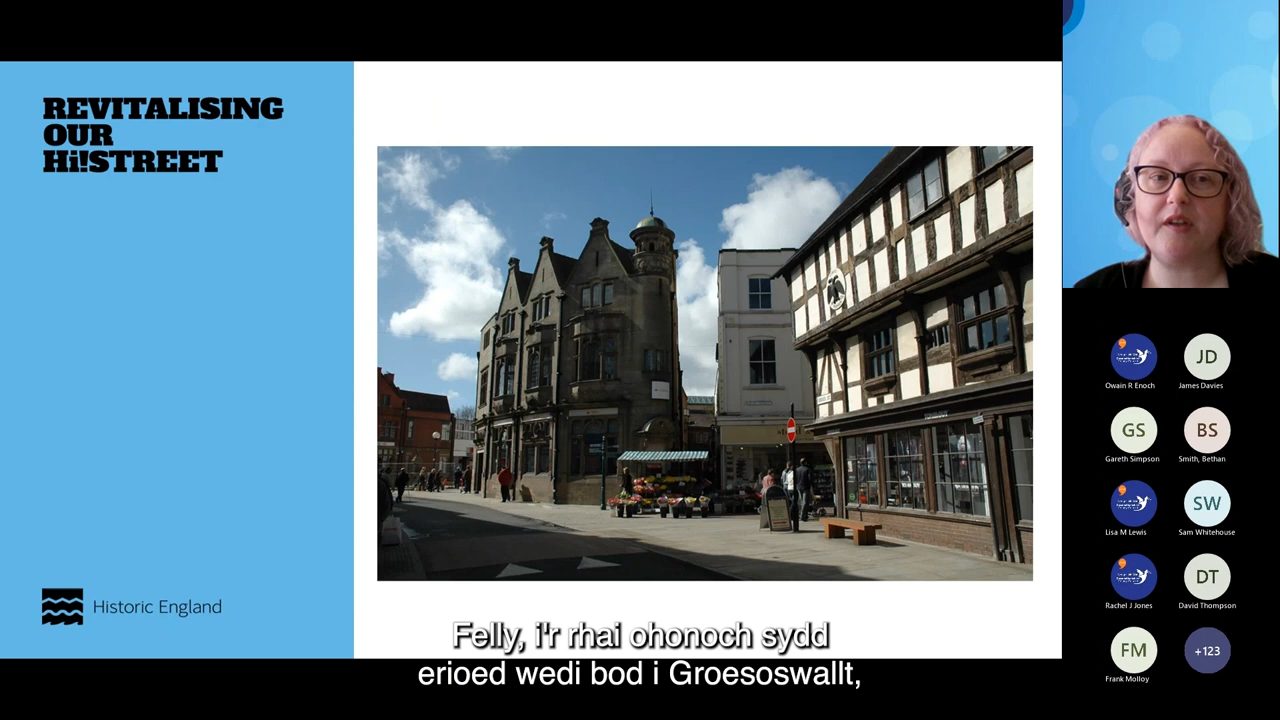 REVITALISING
OUR
Hi!STREET
Historic England
Felly, i'r rhai ohonoch sydd
erioed wedi bod i Groesoswallt,
Owain R Enoch
JD
James Davies
GS
Gareth Simpson
BS
Smith, Bethan
Lisa M Lewis
SW
Sam Whitehouse
Rachel J Jones
DT
David Thompson
FM
Frank Molloy
+123